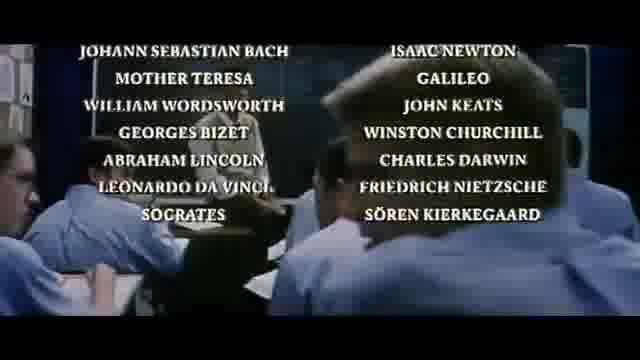 JOHANN SEBASTIAN BACH ISAAC NEWTON
MOTHER TERESA GALILEO
WILLIAM WORDSWORTH JOHN KEATS
GEORGES BIZET WINSTON CHURCHILL
ABRAHAM LINCOLN CHARLES DARWIN
LEONARDO DA VINCI FRIEDRICH NIETZSCHE
SOCRATES SÖREN KIERKEGAARD